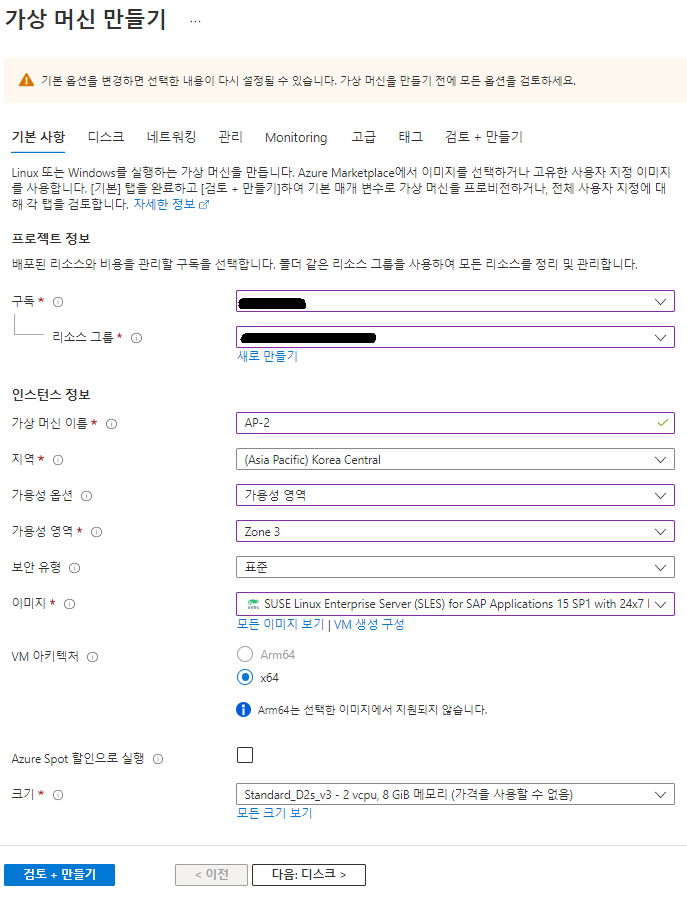 가상 머신 만들기 ...
기본 옵션을 변경하면 선택한 내용이 다시 설정될 수 있습니다. 가상 머신을 만들기 전에 모든 옵션을 검토하세요.
기본 사항 디스크 네트워킹 관리 Monitoring 고급 태그 검토 + 만들기
Linux 또는 Windows를 실행하는 가상 머신을 만듭니다. Azure Marketplace에서 이미지를 선택하거나 고유한 사용자 지정 이미지
를 사용합니다. [기본] 탭을 완료하고 [검토 + 만들기]하여 기본 매개 변수로 가상 머신을 프로비전하거나, 전체 사용자 지정에 대
해 각 탭을 검토합니다. 자세한 정보
프로젝트 정보
배포된 리소스와 비용을 관리할 구독을 선택합니다. 폴더 같은 리소스 그룹을 사용하여 모든 리소스를 정리 및 관리합니다.
구독 *
리소스 그룹 *
새로 만들기
인스턴스 정보
가상 머신 이름 * AP-2
지역 * (Asia Pacific) Korea Central
가용성 옵션 가용성 영역
가용성 영역 * Zone 3
보안 유형 표준
이미지 * SUSE Linux Enterprise Server (SLES) for SAP Applications 15 SP1 with 24x7
모든 이미지 보기 | VM 생성 구성
VM 아키텍처 Arm64
x64
Arm64는 선택한 이미지에서 지원되지 않습니다.
Azure Spot 할인으로 실행
크기 * Standard_D2s_v3 - 2 vcpu, 8 GiB 메모리 (가격을 사용할 수 없음)
모든 크기 보기
검토 + 만들기 < 이전 다음: 디스크 >